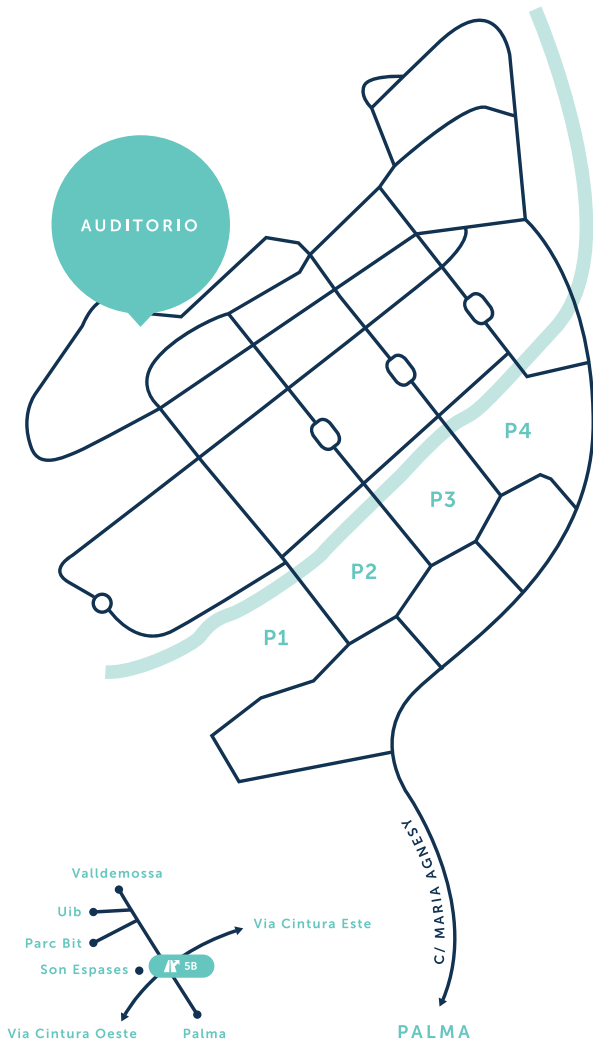 AUDITORIO
P4
P3
P2
P1
C/ MARIA AGNESY
PALMA
Valldemossa
Uib
Parc Bit
Son Espases
5B
Via Cintura Este
Via Cintura Oeste
Palma